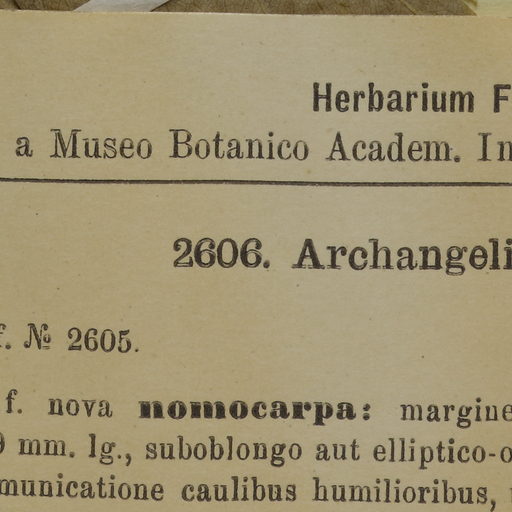 Herbarium F
a Museo Botanico Academ. In
2606. Archangeli
f. № 2605.
f. nova nomocarpa: margine
mm. lg., suboblongo aut elliptico-o
municatione caulibus humilioribus,